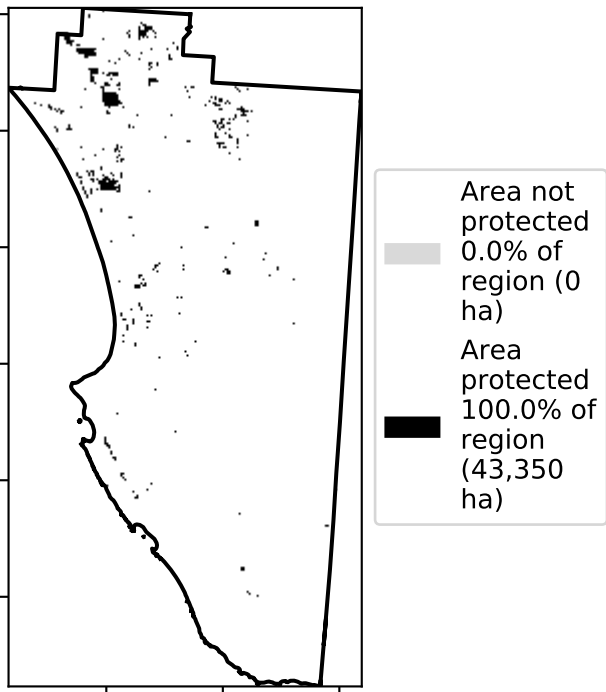 Area not
protected
0.0% of
region (0
ha)
Area
protected
100.0% of
region
(43,350
ha)